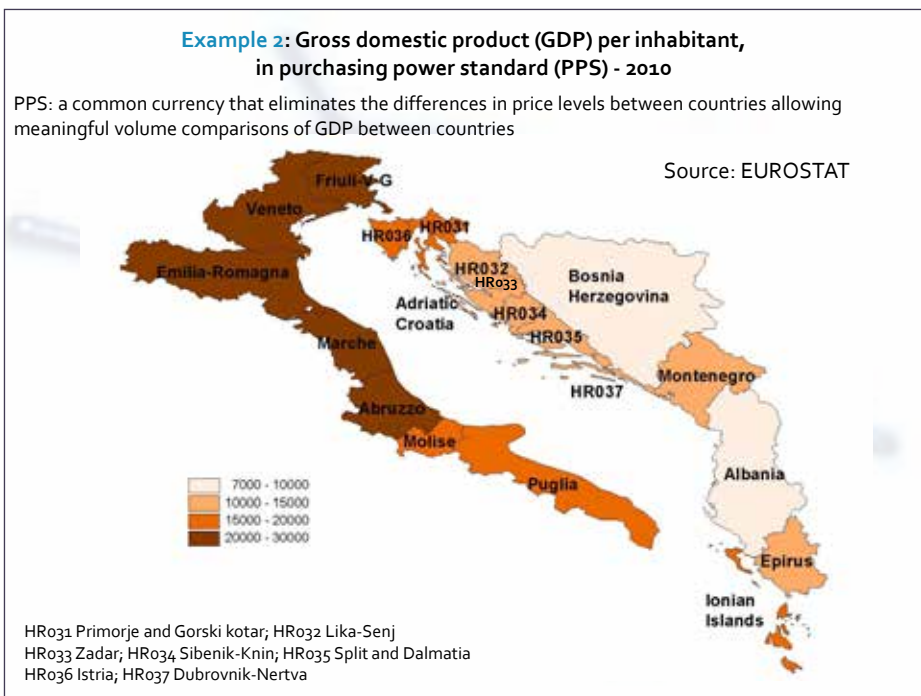 Example 2: Gross domestic product (GDP) per inhabitant,
in purchasing power standard (PPS) - 2010
PPS: a common currency that eliminates the differences in price levels between countries allowing
meaningful volume comparisons of GDP between countries
Source: EUROSTAT
Friuli-V-G
Veneto
HR036
HR031
Emilia-Romagna
HR032
HR033
Bosnia
Herzegovina
Adriatic
Croatia
HR034
HR035
Marche
Montenegro
HR037
Abruzzo
Molise
Albania
Puglia
7000 - 10000
10000 - 15000
15000 - 20000
20000 - 30000
Epirus
Ionian
Islands
HR031 Primorje and Gorski kotar; HR032 Lika-Senj
HR033 Zadar; HR034 Sibenik-Knin; HR035 Split and Dalmatia
HR036 Istria; HR037 Dubrovnik-Nertva